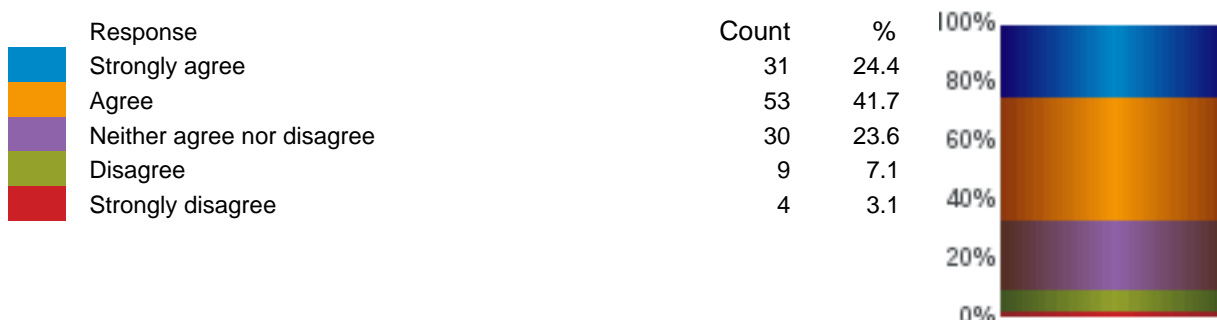 Response Count %
Strongly agree 31 24.4
Agree 53 41.7
Neither agree nor disagree 30 23.6
Disagree 9 7.1
Strongly disagree 4 3.1
100%
80%
60%
40%
20%
0%